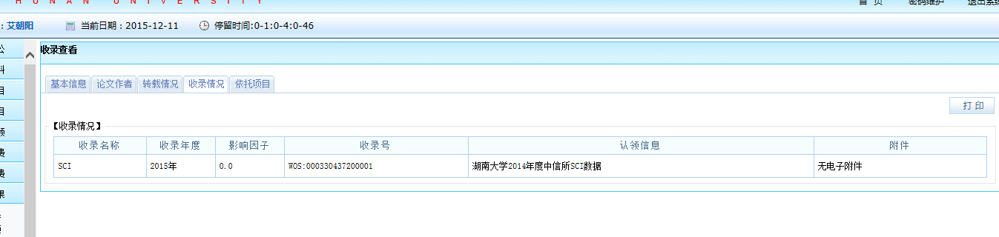 HUNAN UNIVERSITY
首 页 密码维护 退出系统
：艾朝阳 当前日期：2015-12-11 停留时间:0-1:0-4:0-46
公
科
目
目
项
费
费
果
收录查看
基本信息 论文作者 转载情况 收录情况 依托项目
打 印
【收录情况】
收录名称 收录年度 影响因子 收录号 认领信息 附件
SCI 2015年 0.0 WOS:000330437200001 湖南大学2014年度中信所SCI数据 无电子附件